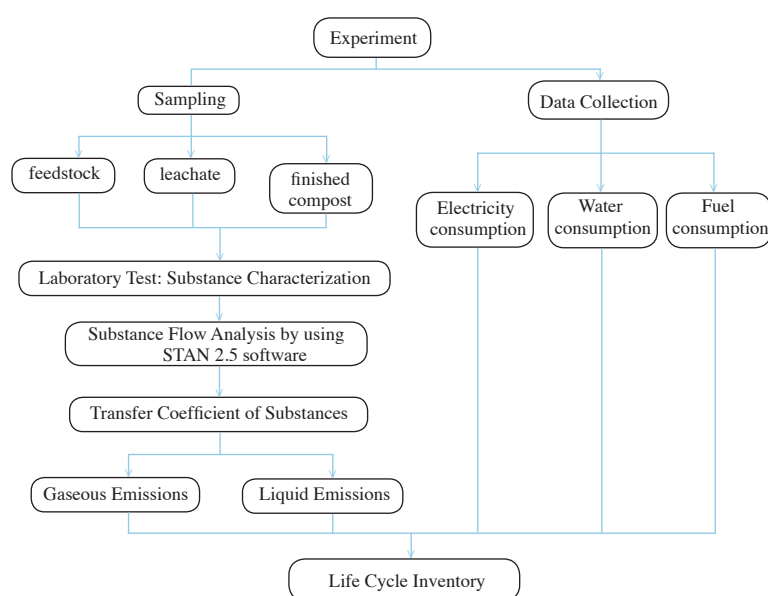 Experiment
Sampling
Data Collection
feedstock
leachate
finished
compost
Electricity
consumption
Water
consumption
Fuel
consumption
Laboratory Test: Substance Characterization
Substance Flow Analysis by using
STAN 2.5 software
Transfer Coefficient of Substances
Gaseous Emissions
Liquid Emissions
Life Cycle Inventory